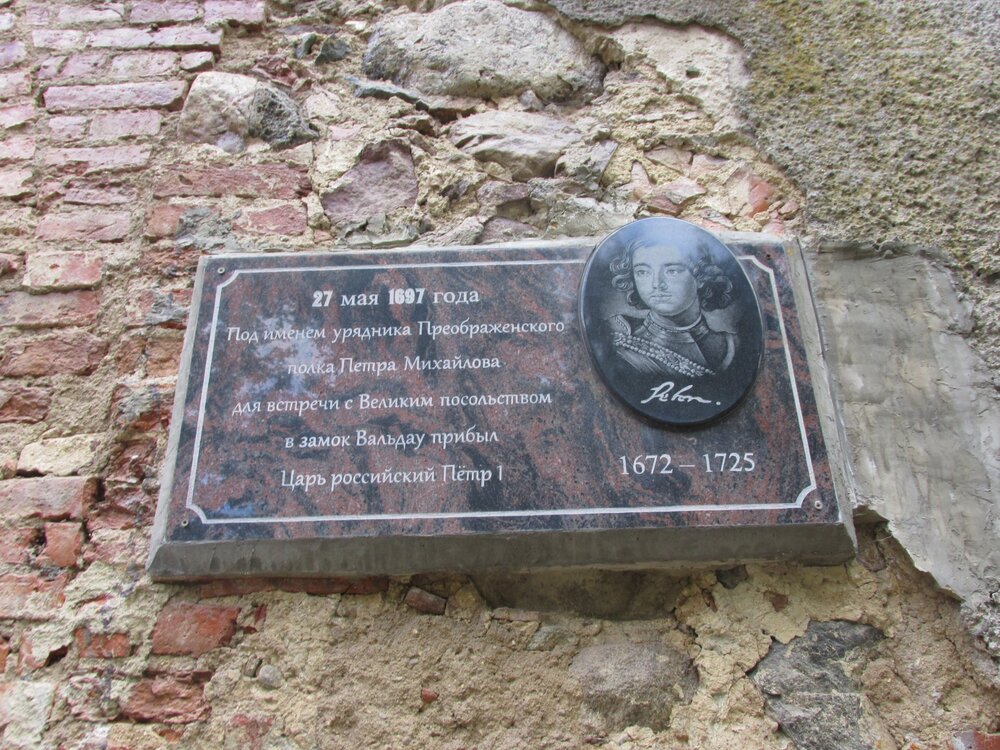 27 мая 1697 года
Под именем урядника Преображенского
полка Петра Михайлова
для встречи с Великим посольством
в замок Вальдау прибыл
Царь российский Пётр I
1672 – 1725